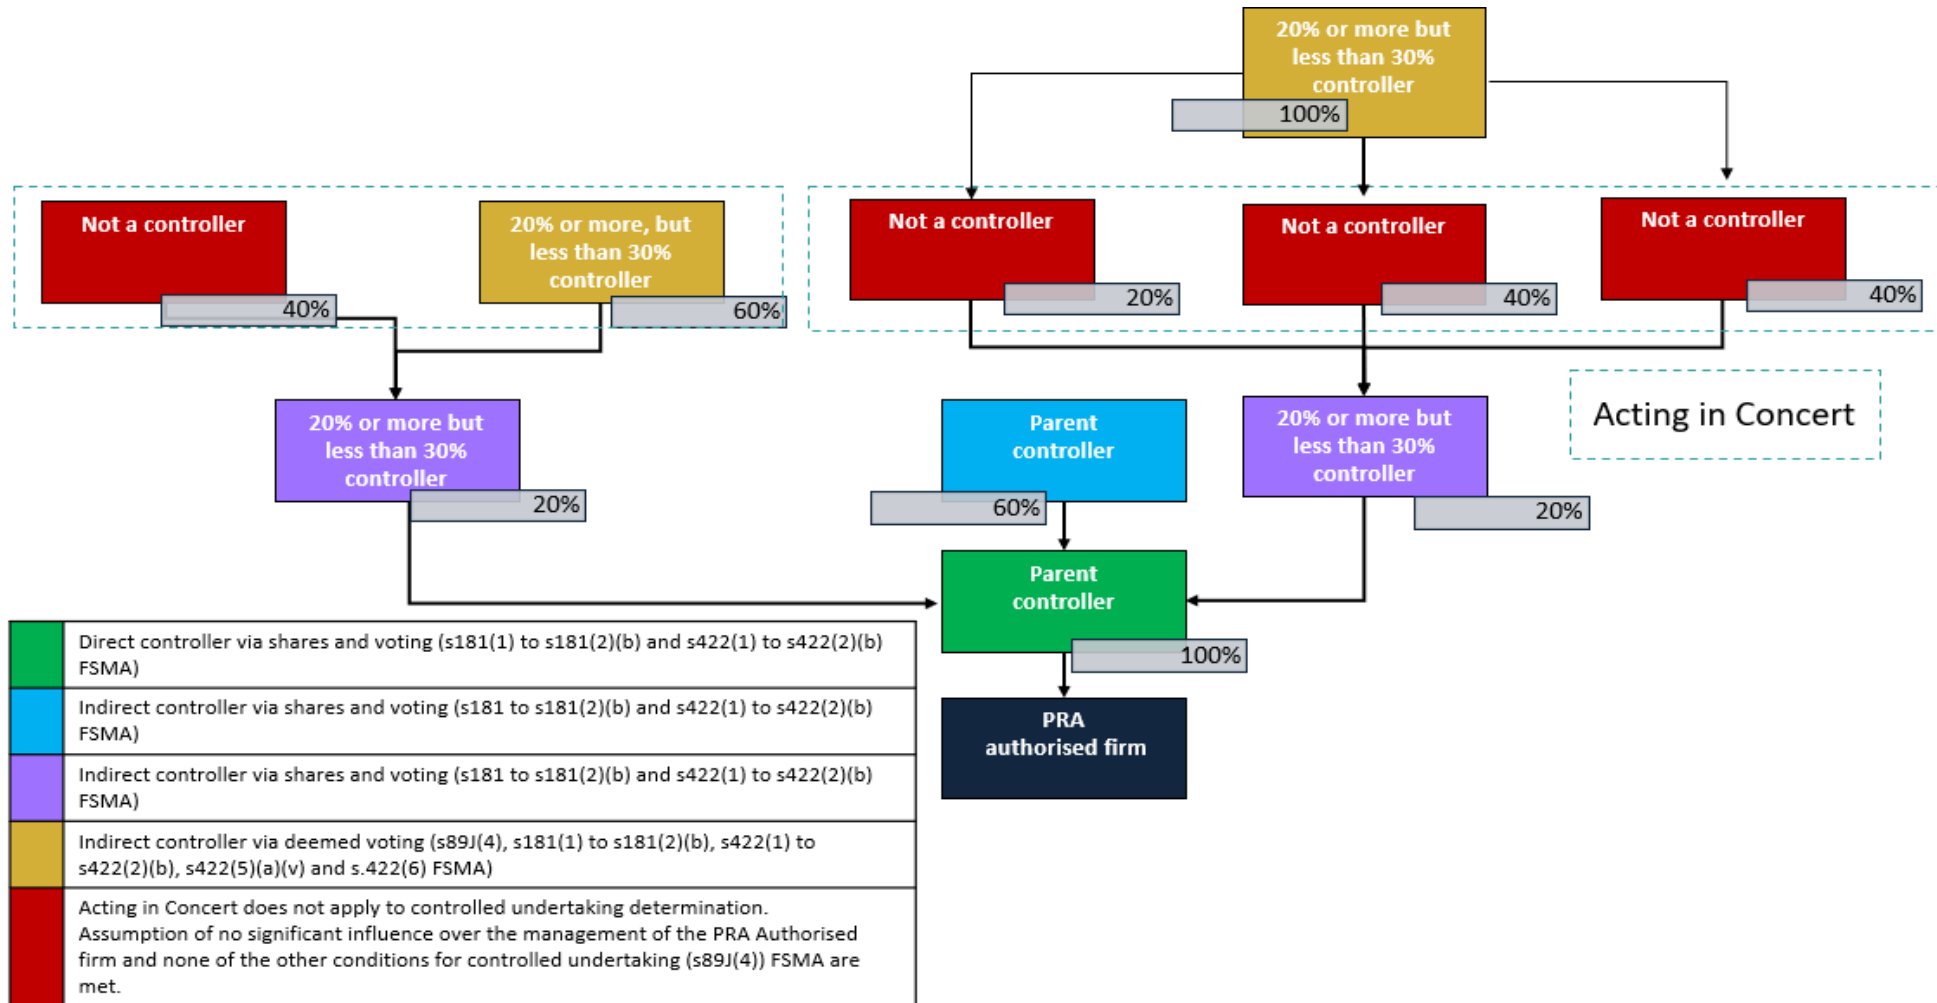 20% or more but
less than 30%
controller
100%
Not a controller
40%
20% or more, but
less than 30%
controller
60%
Not a controller
20%
Not a controller
40%
Not a controller
40%
20% or more but
less than 30%
controller
20%
Parent
controller
60%
20% or more but
less than 30%
controller
20%
Acting in Concert
Parent
controller
100%
PRA
authorised firm
Direct controller via shares and voting (s181(1) to s181(2)(b) and s422(1) to s422(2)(b)
FSMA)
Indirect controller via shares and voting (s181 to s181(2)(b) and s422(1) to s422(2)(b)
FSMA)
Indirect controller via shares and voting (s181 to s181(2)(b) and s422(1) to s422(2)(b)
FSMA)
Indirect controller via deemed voting (s89J(4), s181(1) to s181(2)(b), s422(1) to
s422(2)(b), s422(5)(a)(v) and s.422(6) FSMA)
Acting in Concert does not apply to controlled undertaking determination.
Assumption of no significant influence over the management of the PRA Authorised
firm and none of the other conditions for controlled undertaking (s89J(4)) FSMA are
met.